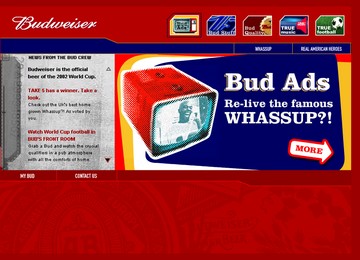 Budweiser
Bud Stuff
Bud Quality
TRUE music
TRUE football
WHASSUP
REAL AMERICAN HEROES
NEWS FROM THE BUD CREW
Budweiser is the official
beer of the 2002 World Cup.
TAKE 5 has a winner. Take a
look.
Check out the UK's best home
grown Whassup?! As voted by
you.
Watch World Cup football in
BUD'S FRONT ROOM
Grab a Bud and watch the crucial
qualifiers in a pub atmosphere
with all the comforts of home.
Bud Ads
Re-live the famous
WHASSUP?!
MORE
MY BUD
CONTACT US